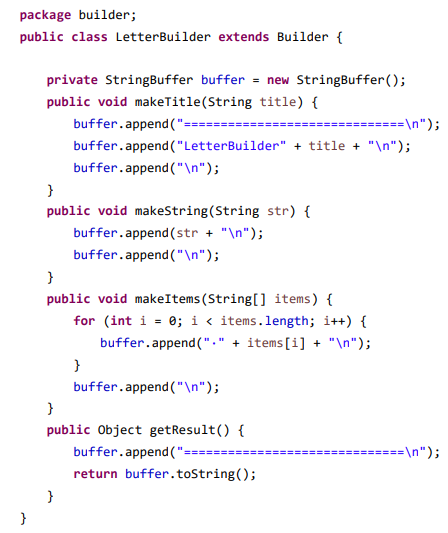 package builder;
public class LetterBuilder extends Builder {
private StringBuffer buffer = new StringBuffer();
public void makeTitle(String title) {
buffer.append("==============================\n");
buffer.append("LetterBuilder" + title + "\n");
buffer.append("\n");
}
public void makeString(String str) {
buffer.append(str + "\n");
buffer.append("\n");
}
public void makeItems(String[] items) {
for (int i = 0; i < items.length; i++) {
buffer.append("·" + items[i] + "\n");
}
buffer.append("\n");
}
public Object getResult() {
buffer.append("==============================\n");
return buffer.toString();
}
}